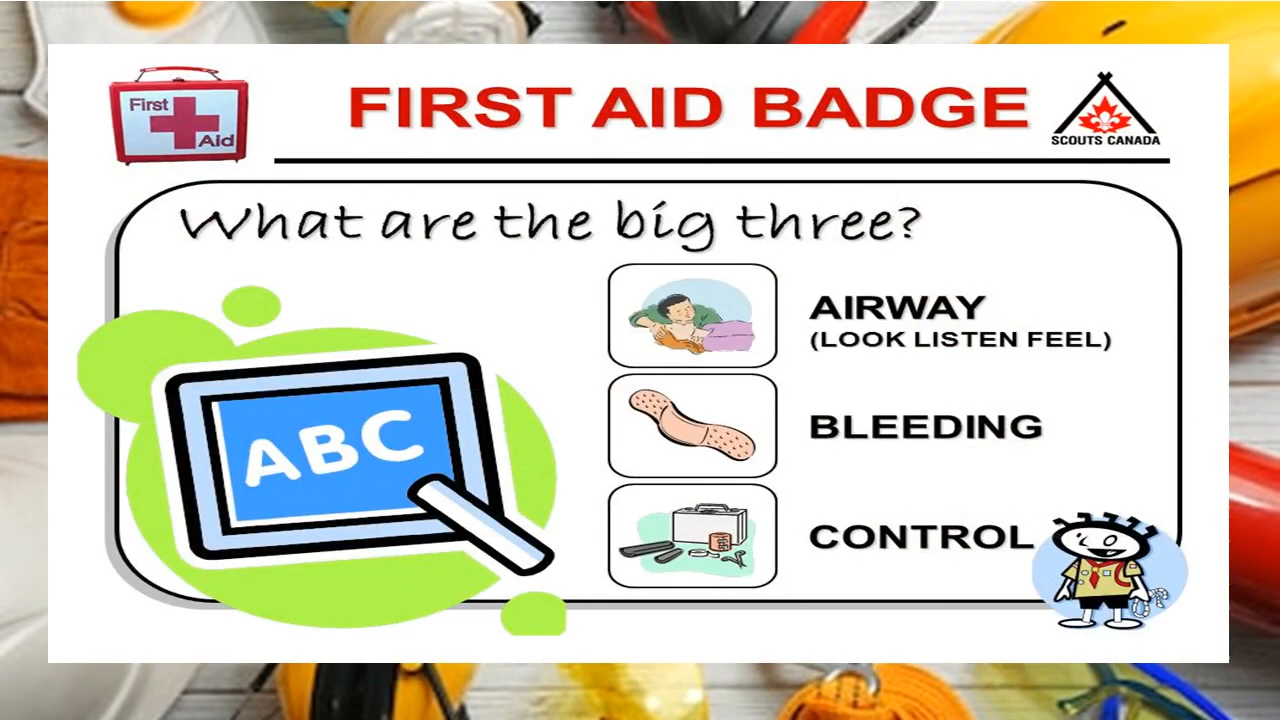 First
Aid
FIRST AID BADGE
SCOUTS CANADA
What are the big three?
AIRWAY
(LOOK LISTEN FEEL)
ABC
BLEEDING
CONTROL